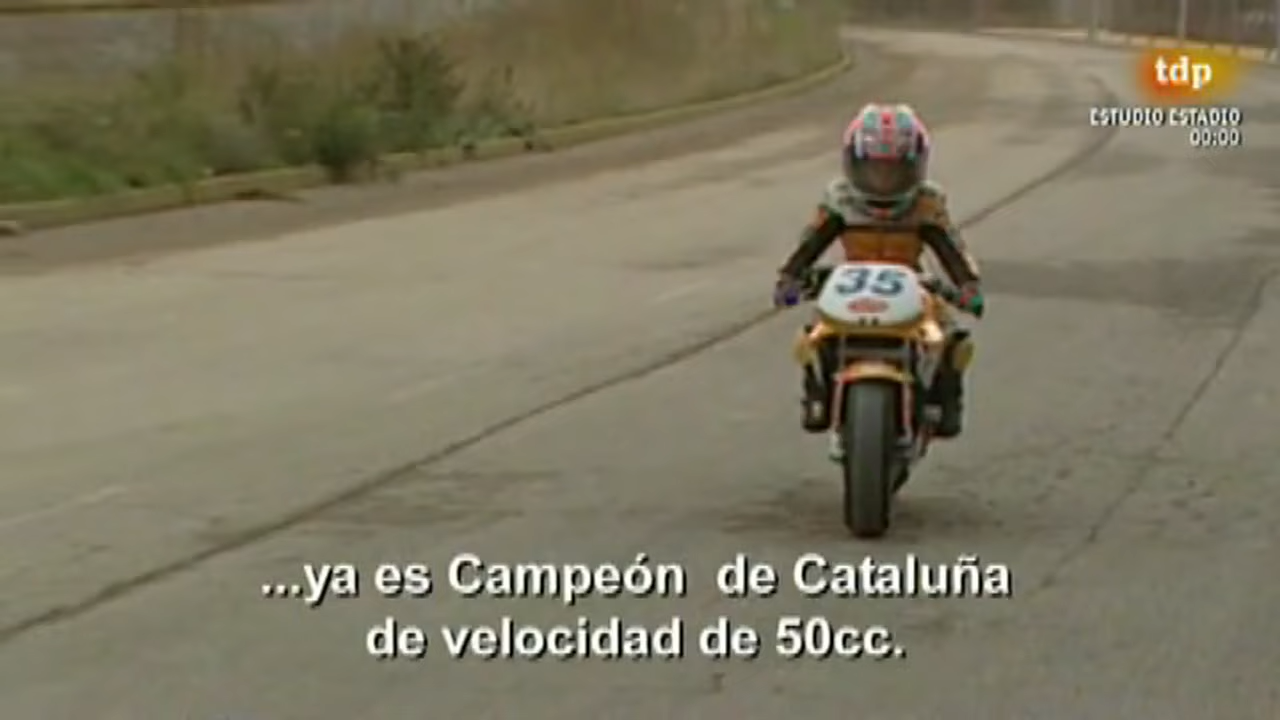 tdp
ESTUDIO ESTADIO
00:00
35
...ya es Campeón de Cataluña
de velocidad de 50cc.